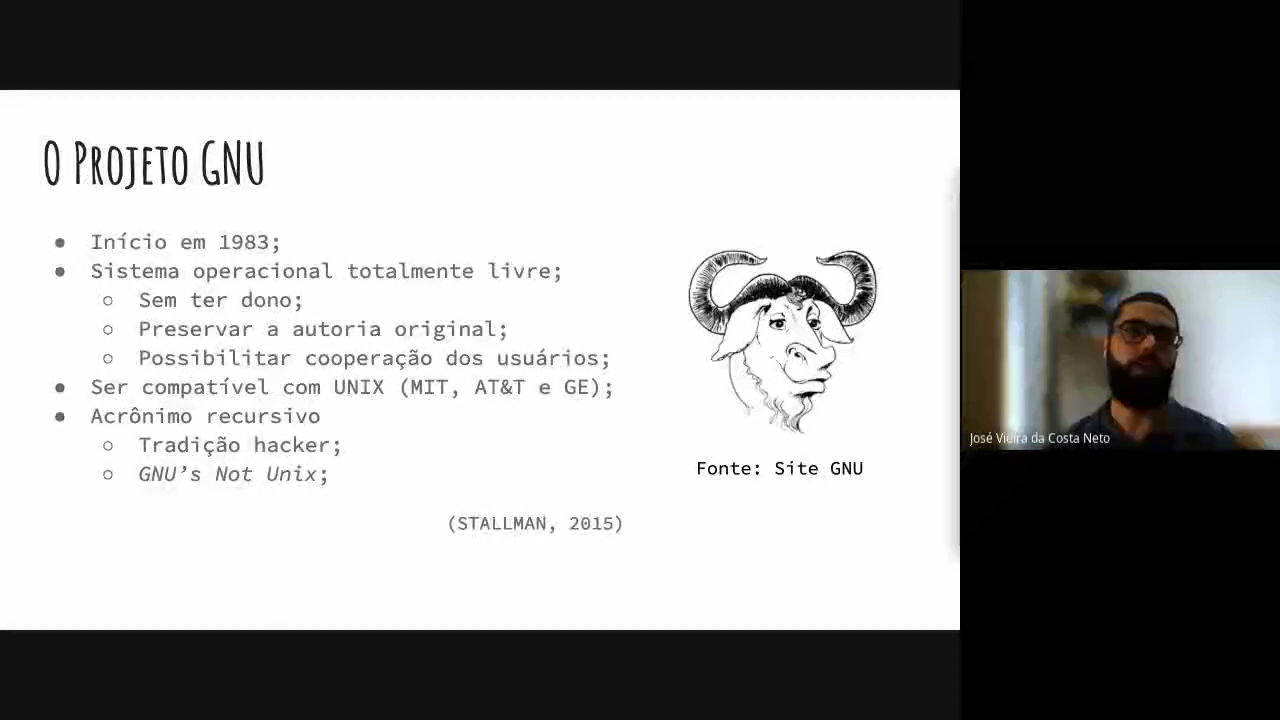 O Projeto GNU
● Início em 1983;
● Sistema operacional totalmente livre;
○ Sem ter dono;
○ Preservar a autoria original;
○ Possibilitar cooperação dos usuários;
● Ser compatível com UNIX (MIT, AT&T e GE);
● Acrônimo recursivo
○ Tradição hacker;
○ GNU’s Not Unix;
(STALLMAN, 2015)
Fonte: Site GNU
José Vieira da Costa Neto